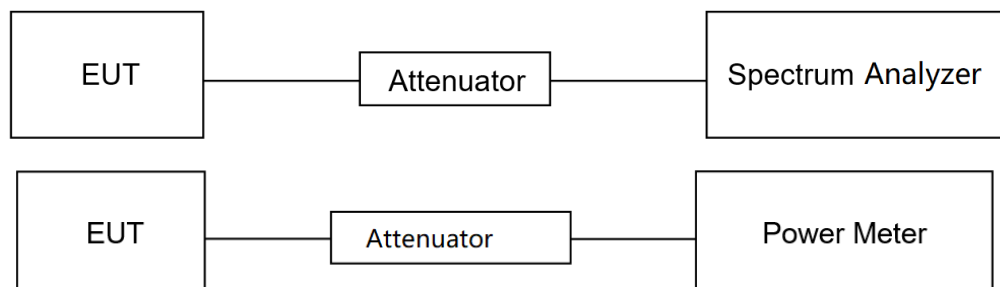 EUT
Attenuator
Spectrum Analyzer
EUT
Attenuator
Power Meter